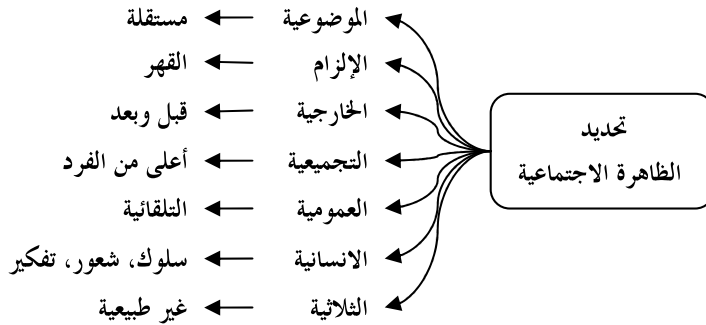 تحديد
الظاهرة الاجتماعية
الموضوعية مستقلة
الإلزام القهر
الخارجية قبل وبعد
التجميعية أعلى من الفرد
العمومية التلقائية
الانسانية سلوك، شعور، تفكير
الثلاثية غير طبيعية